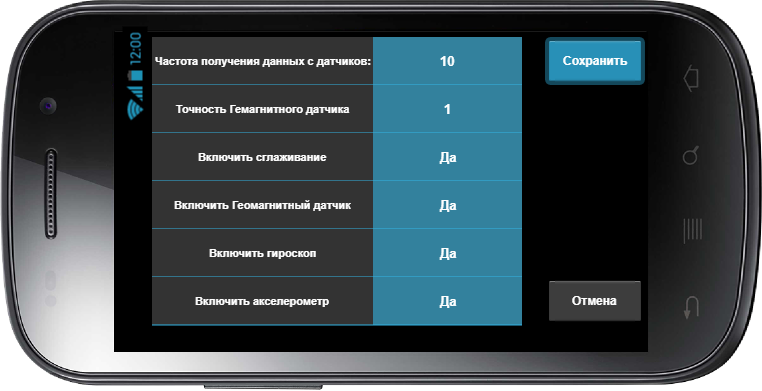 12:00
Частота получения данных с датчиков: 10
Точность Гемагнитного датчика 1
Включить сглаживание Да
Включить Геомагнитный датчик Да
Включить гироскоп Да
Включить акселерометр Да
Сохранить
Отмена